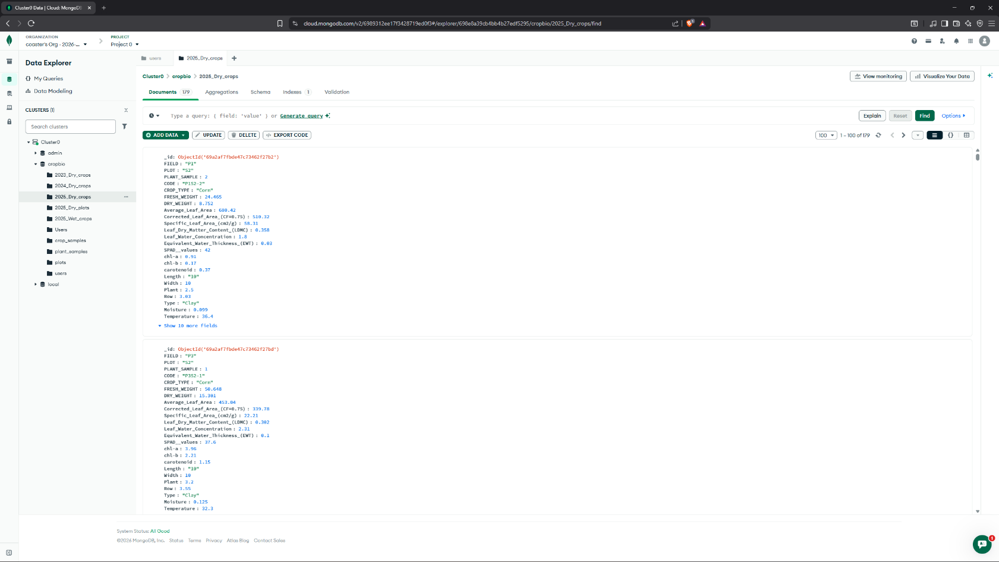 Cluster0 Data | Cloud: MongoDB
cloud.mongodb.com/v2/6989312ee17f3428719ed0f3#/explorer/698e8a39cb4bb4b27edf5295/cropbio/2025_Dry_crops/find
1
ORGANIZATION
coaster's Org - 2026-...
PROJECT
Project 0
Data Explorer
My Queries
Data Modeling
CLUSTERS (1)
Search clusters
Cluster0
admin
cropbio
2023_Dry_crops
2024_Dry_crops
2025_Dry_crops
2025_Dry_plots
2025_Wet_crops
Users
crop_samples
plant_samples
plots
users
local
users
2025_Dry_crops
Cluster0 > cropbio > 2025_Dry_crops
View monitoring
Visualize Your Data
Documents 179
Aggregations
Schema
Indexes 1
Validation
Type a query: { field: 'value' } or Generate query
Explain
Reset
Find
Options
ADD DATA
UPDATE
DELETE
EXPORT CODE
100
1 – 100 of 179
_id: ObjectId('69a2af7fbde47c73462f27b2')
FIELD : "P1"
PLOT : "S2"
PLANT_SAMPLE : 2
CODE : "P1S2-2"
CROP_TYPE : "Corn"
FRESH_WEIGHT : 24.465
DRY_WEIGHT : 8.752
Average_Leaf_Area : 680.42
Corrected_Leaf_Area_(CF=0.75) : 510.32
Specific_Leaf_Area_(cm2/g) : 58.31
Leaf_Dry_Matter_Content_(LDMC) : 0.358
Leaf_Water_Concentration : 1.8
Equivalent_Water_Thickness_(EWT) : 0.03
SPAD__values : 42
chl-a : 0.91
chl-b : 0.17
carotenoid : 0.37
Length : "10"
Width : 10
Plant : 2.5
Row : 3.03
Type : "Clay"
Moisture : 0.099
Temperature : 36.4
Show 10 more fields
_id: ObjectId('69a2af7fbde47c73462f27bd')
FIELD : "P3"
PLOT : "S2"
PLANT_SAMPLE : 1
CODE : "P3S2-1"
CROP_TYPE : "Corn"
FRESH_WEIGHT : 50.648
DRY_WEIGHT : 15.301
Average_Leaf_Area : 453.04
Corrected_Leaf_Area_(CF=0.75) : 339.78
Specific_Leaf_Area_(cm2/g) : 22.21
Leaf_Dry_Matter_Content_(LDMC) : 0.302
Leaf_Water_Concentration : 2.31
Equivalent_Water_Thickness_(EWT) : 0.1
SPAD__values : 37.6
chl-a : 3.96
chl-b : 2.21
carotenoid : 1.15
Length : "10"
Width : 10
Plant : 3.2
Row : 3.55
Type : "Clay"
Moisture : 0.125
Temperature : 32.3
System Status: All Good
©2026 MongoDB, Inc. Status Terms Privacy Atlas Blog Contact Sales
1